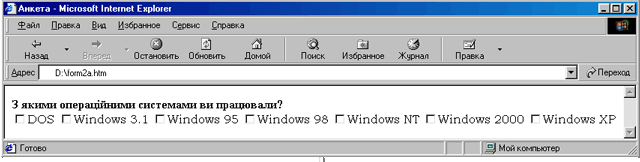 Анкета - Microsoft Internet Explorer
Файл Правка Вид Избранное Сервис Справка
Назад Вперед Остановить Обновить Домой Поиск Избранное Журнал Правка
Адрес D:\form2a.htm Переход
З якими операційними системами ви працювали?
DOS Windows 3.1 Windows 95 Windows 98 Windows NT Windows 2000 Windows XP
Готово Мой компьютер